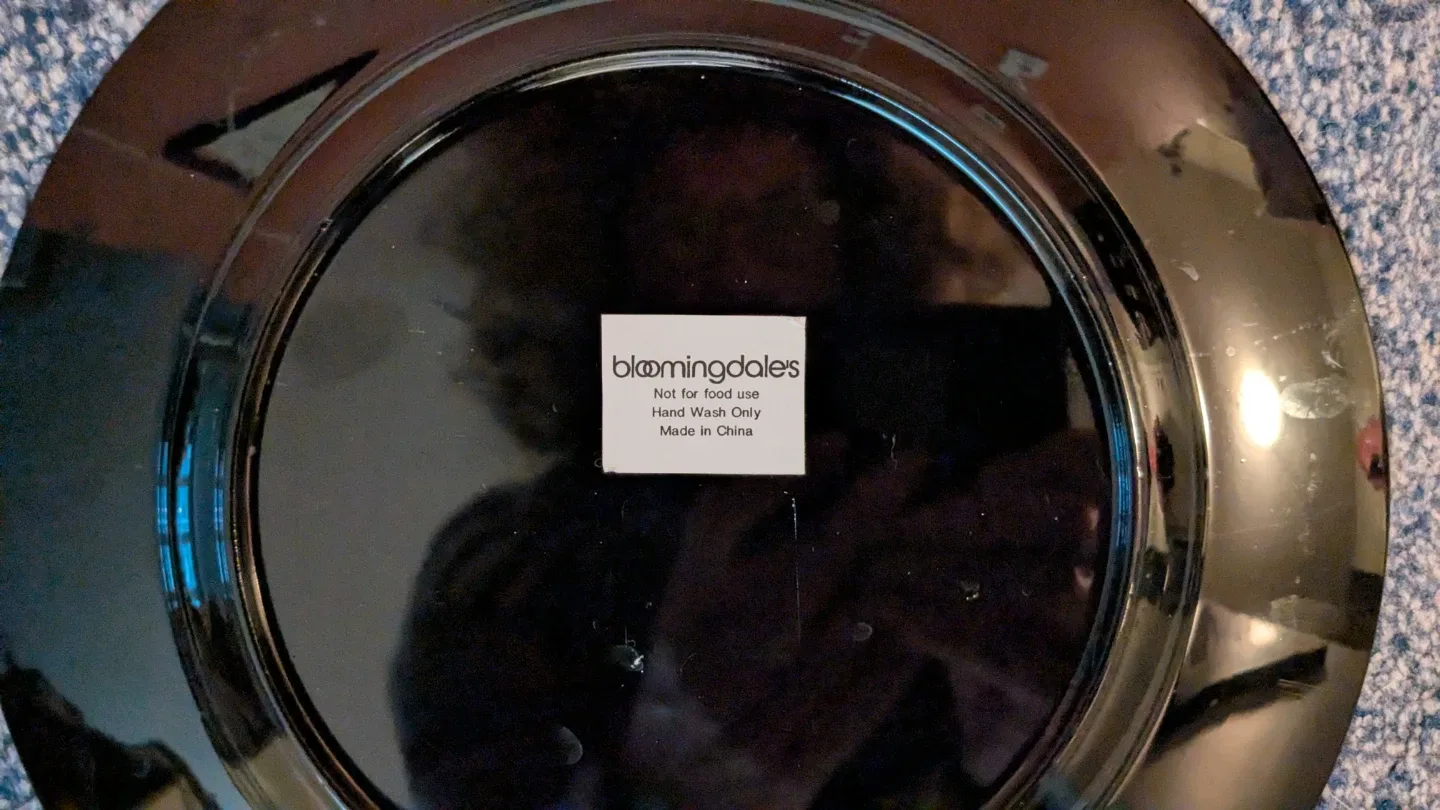 bloomingdale's
Not for food use
Hand Wash Only
Made in China